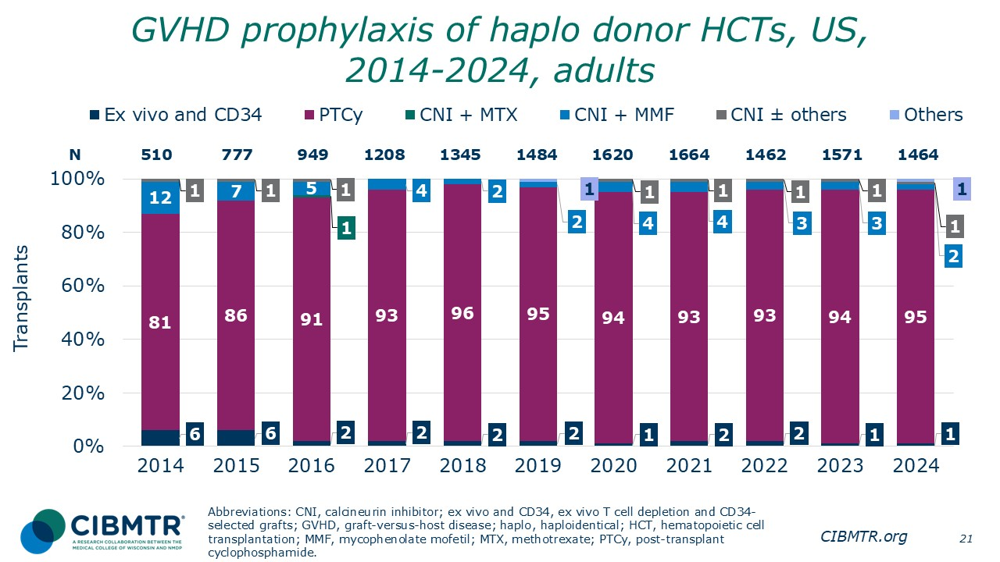 GVHD prophylaxis of haplo donor HCTs, US,
2014-2024, adults
Ex vivo and CD34 PTCy CNI + MTX CNI + MMF CNI ± others Others
N 510 777 949 1208 1345 1484 1620 1664 1462 1571 1464
100%
80%
60%
40%
20%
0%
Transplants
12 1 7 1 5 1 4 2 1 1 1 1 1 1
1 2 4 4 3 3 1
2
81 86 91 93 96 95 94 93 93 94 95
6 6 2 2 2 2 1 2 2 1 1
2014 2015 2016 2017 2018 2019 2020 2021 2022 2023 2024
CIBMTR®
A RESEARCH COLLABORATION BETWEEN THE
MEDICAL COLLEGE OF WISCONSIN AND NMDP
Abbreviations: CNI, calcineurin inhibitor; ex vivo and CD34, ex vivo T cell depletion and CD34-
selected grafts; GVHD, graft-versus-host disease; haplo, haploidentical; HCT, hematopoietic cell
transplantation; MMF, mycophenolate mofetil; MTX, methotrexate; PTCy, post-transplant
cyclophosphamide.
CIBMTR.org 21